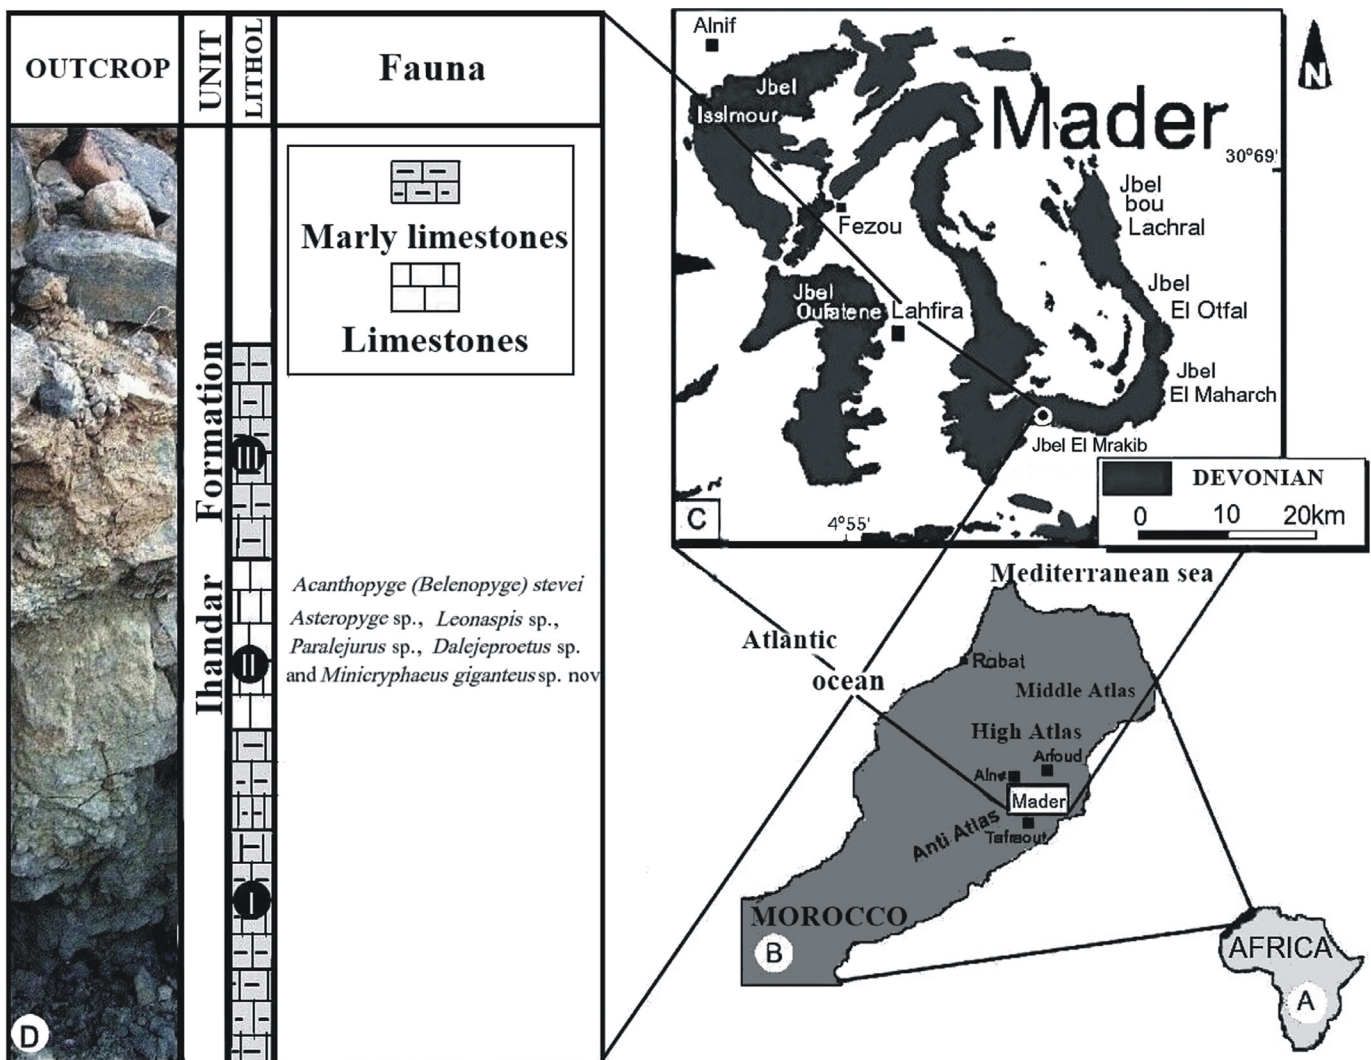 OUTCROP
UNIT
LITHOL
Fauna
Marly limestones
Limestones
Ihandar Formation
III
II
I
Acanthopyge (Belenopyge) stevei
Asteropyge sp., Leonaspis sp.,
Paralejurus sp., Dalejeproetus sp.
and Minicryphaeus giganteus sp. nov
D
Alnif
Jbel
Isslmour
Mader
N
30°69'
Jbel
bou
Lachral
Fezou
Jbel
Oufatene
Lahfira
Jbel
El Otfal
Jbel
El Maharch
Jbel El Mrakib
C
4°55'
DEVONIAN
0 10 20km
Mediterranean sea
Atlantic
ocean
Rabat
Middle Atlas
High Atlas
Arfoud
Mader
Anti Atlas
Tafraout
MOROCCO
B
AFRICA
A